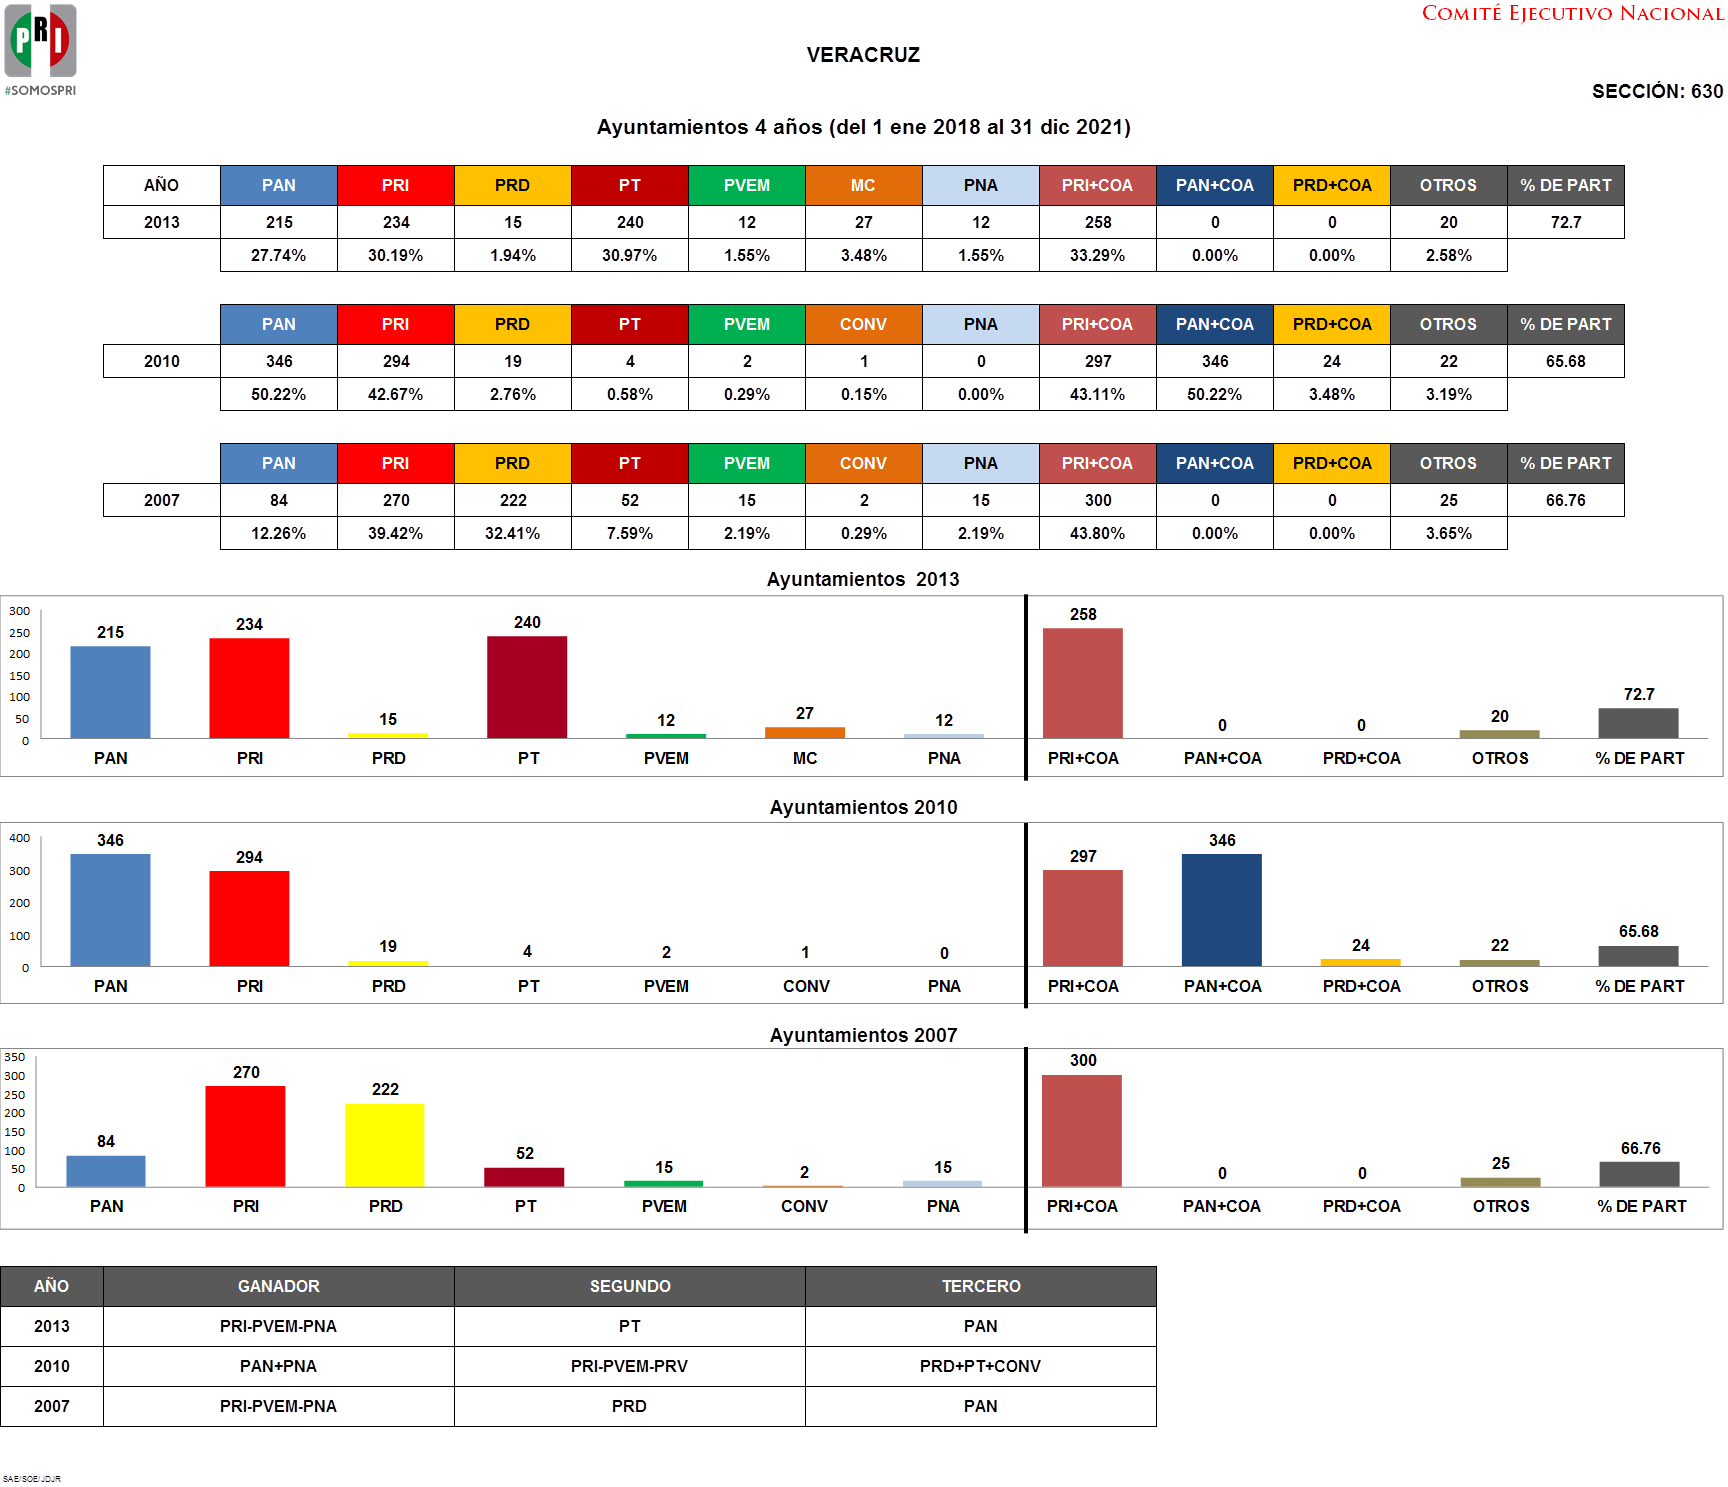 COMITÉ EJECUTIVO NACIONAL
PRI
#SOMOSPRI
VERACRUZ
SECCIÓN: 630
Ayuntamientos 4 años (del 1 ene 2018 al 31 dic 2021)
AÑO PAN PRI PRD PT PVEM MC PNA PRI+COA PAN+COA PRD+COA OTROS % DE PART
2013 215 234 15 240 12 27 12 258 0 0 20 72.7
27.74% 30.19% 1.94% 30.97% 1.55% 3.48% 1.55% 33.29% 0.00% 0.00% 2.58%
PAN PRI PRD PT PVEM CONV PNA PRI+COA PAN+COA PRD+COA OTROS % DE PART
2010 346 294 19 4 2 1 0 297 346 24 22 65.68
50.22% 42.67% 2.76% 0.58% 0.29% 0.15% 0.00% 43.11% 50.22% 3.48% 3.19%
PAN PRI PRD PT PVEM CONV PNA PRI+COA PAN+COA PRD+COA OTROS % DE PART
2007 84 270 222 52 15 2 15 300 0 0 25 66.76
12.26% 39.42% 32.41% 7.59% 2.19% 0.29% 2.19% 43.80% 0.00% 0.00% 3.65%
Ayuntamientos 2013
300
250
200
150
100
50
0
215 234 15 240 12 27 12 258 0 0 20 72.7
PAN PRI PRD PT PVEM MC PNA PRI+COA PAN+COA PRD+COA OTROS % DE PART
Ayuntamientos 2010
400
300
200
100
0
346 294 19 4 2 1 0 297 346 24 22 65.68
PAN PRI PRD PT PVEM CONV PNA PRI+COA PAN+COA PRD+COA OTROS % DE PART
Ayuntamientos 2007
350
300
250
200
150
100
50
0
84 270 222 52 15 2 15 300 0 0 25 66.76
PAN PRI PRD PT PVEM CONV PNA PRI+COA PAN+COA PRD+COA OTROS % DE PART
AÑO GANADOR SEGUNDO TERCERO
2013 PRI-PVEM-PNA PT PAN
2010 PAN+PNA PRI-PVEM-PRV PRD+PT+CONV
2007 PRI-PVEM-PNA PRD PAN
SAE/SOE/JDJR